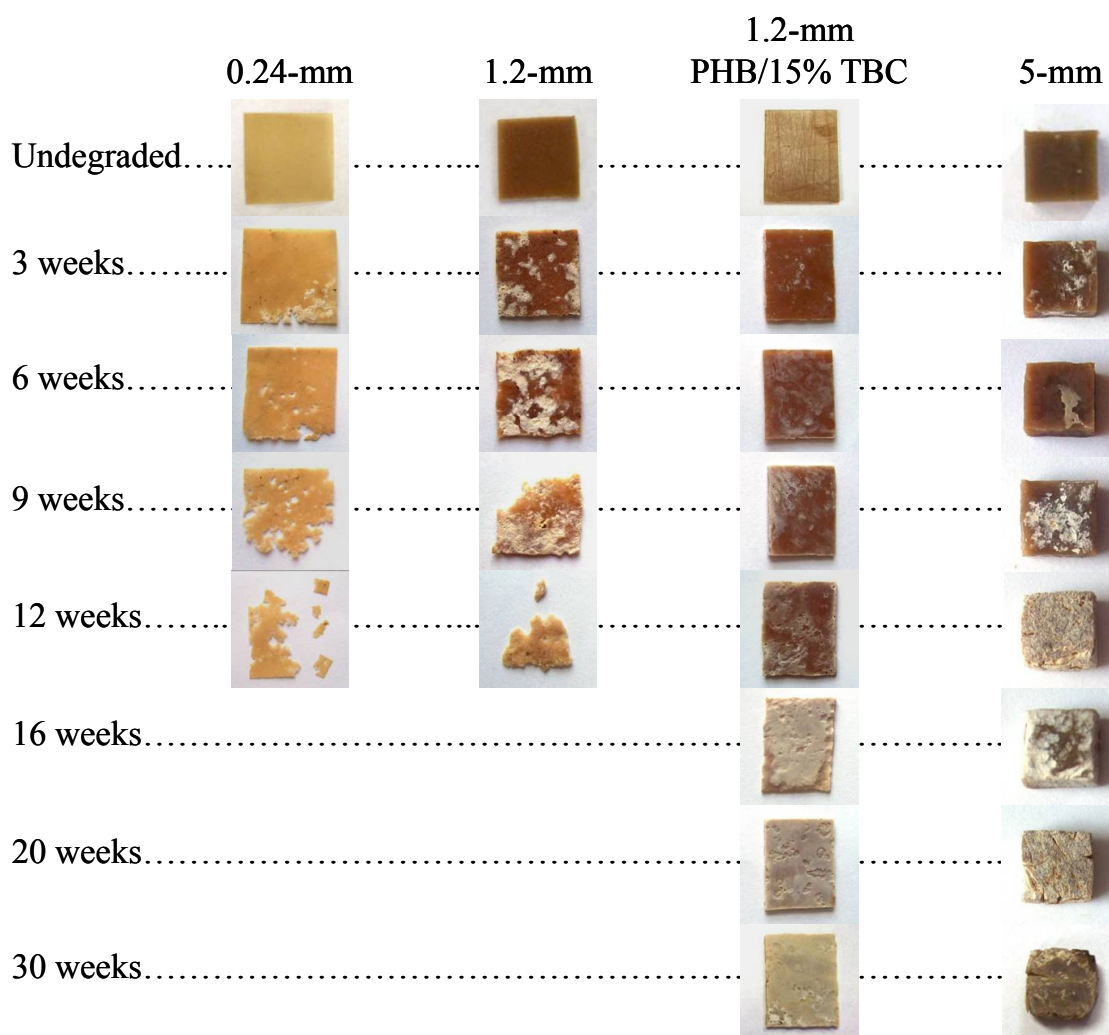 0.24-mm
1.2-mm
1.2-mm
PHB/15% TBC
5-mm
Undegraded
3 weeks
6 weeks
9 weeks
12 weeks
16 weeks
20 weeks
30 weeks